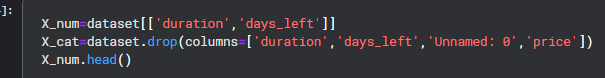 ]:
X_num=dataset[['duration','days_left']]
X_cat=dataset.drop(columns=['duration','days_left','Unnamed: 0','price'])
X_num.head()